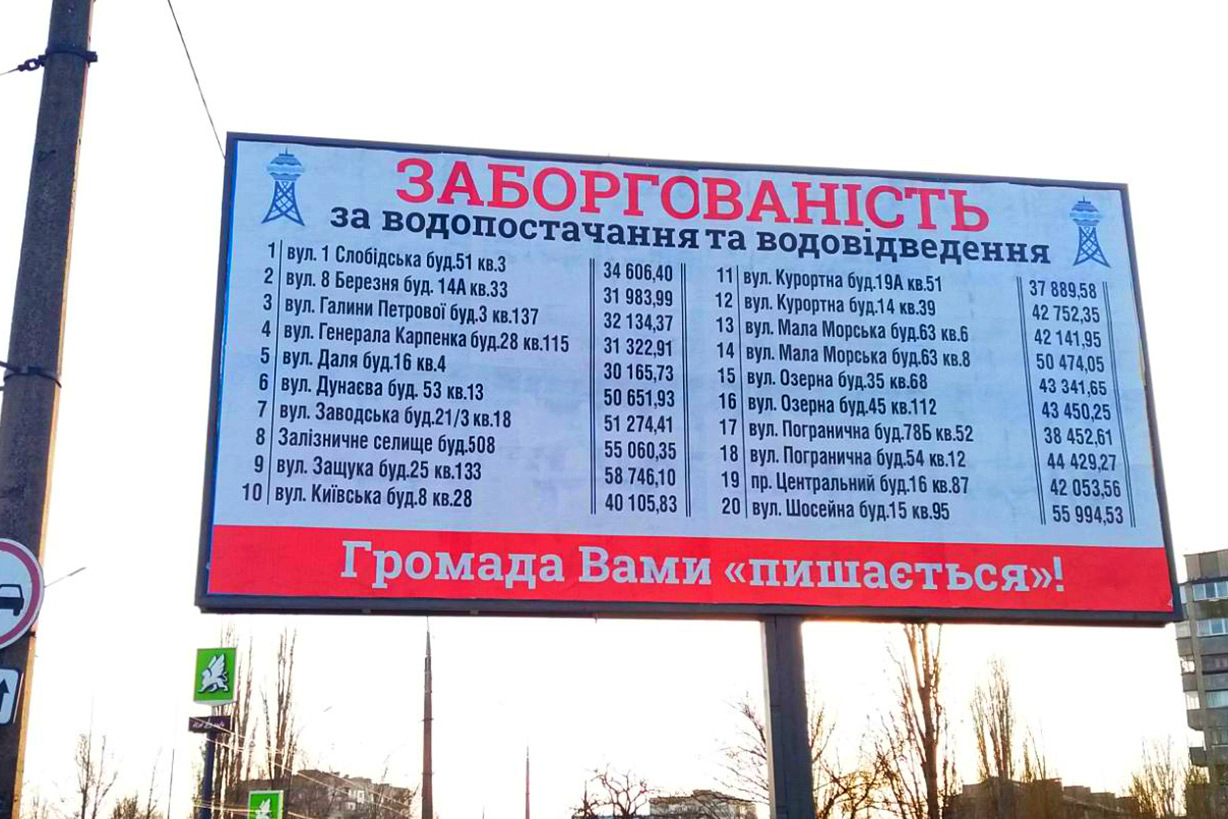 ЗАБОРГОВАНІСТЬ
за водопостачання та водовідведення
1 вул. 1 Слобідська буд.51 кв.3 34 606,40
2 вул. 8 Березня буд. 14А кв.33 31 983,99
3 вул. Галини Петрової буд.3 кв.137 32 134,37
4 вул. Генерала Карпенка буд.28 кв.115 31 322,91
5 вул. Даля буд.16 кв.4 30 165,73
6 вул. Дунаєва буд. 53 кв.13 50 651,93
7 вул. Заводська буд.21/3 кв.18 51 274,41
8 Залізничне селище буд.508 55 060,35
9 вул. Защука буд.25 кв.133 58 746,10
10 вул. Київська буд.8 кв.28 40 105,83
11 вул. Курортна буд.19А кв.51 37 889,58
12 вул. Курортна буд.14 кв.39 42 752,35
13 вул. Мала Морська буд.63 кв.6 42 141,95
14 вул. Мала Морська буд.63 кв.8 50 474,05
15 вул. Озерна буд.35 кв.68 43 341,65
16 вул. Озерна буд.45 кв.112 43 450,25
17 вул. Погранична буд.78Б кв.52 38 452,61
18 вул. Погранична буд.54 кв.12 44 429,27
19 пр. Центральний буд.16 кв.87 42 053,56
20 вул. Шосейна буд.15 кв.95 55 994,53
Громада Вами «пишається»!